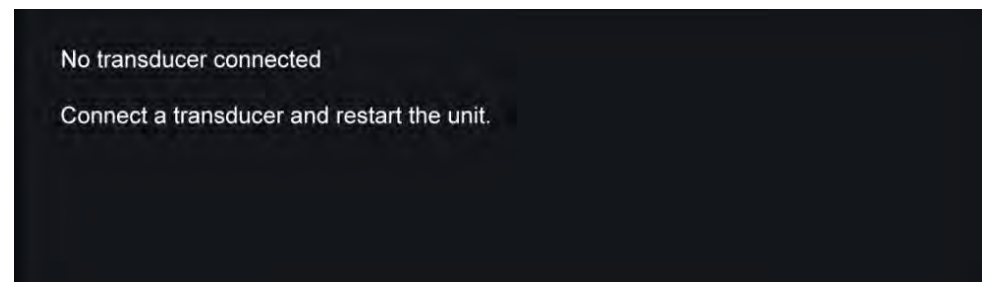 No transducer connected
Connect a transducer and restart the unit.